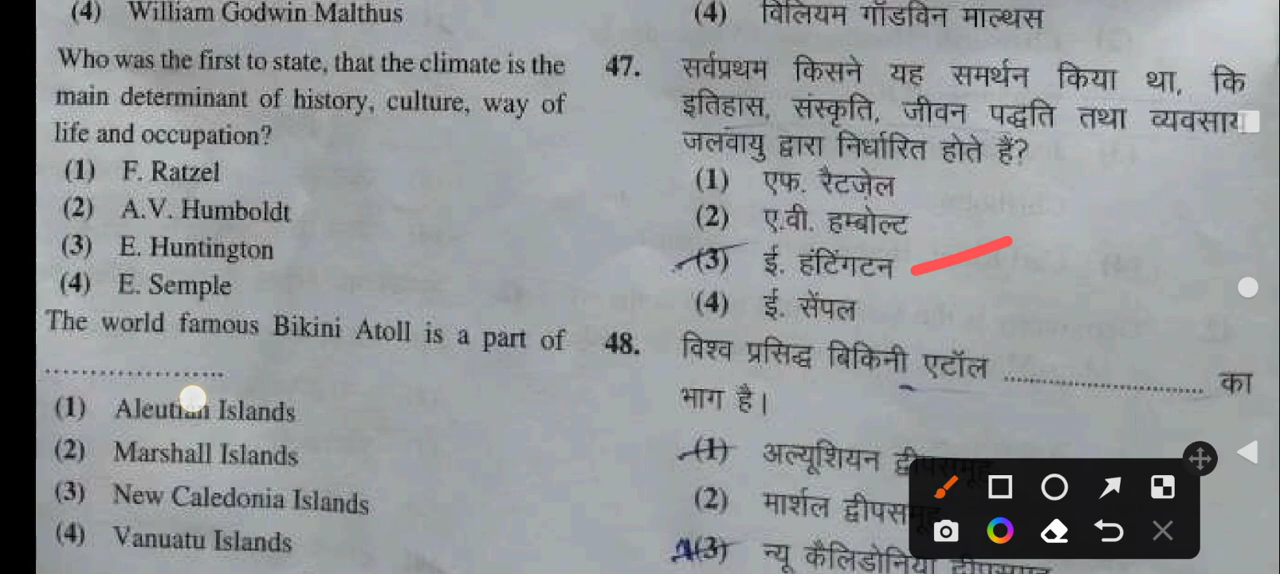 (4) William Godwin Malthus
Who was the first to state, that the climate is the
main determinant of history, culture, way of
life and occupation?
(1) F. Ratzel
(2) A.V. Humboldt
(3) E. Huntington
(4) E. Semple
The world famous Bikini Atoll is a part of
....................
(1) Aleutian Islands
(2) Marshall Islands
(3) New Caledonia Islands
(4) Vanuatu Islands
(4) विलियम गॉडविन माल्थस
47. सर्वप्रथम किसने यह समर्थन किया था, कि
इतिहास, संस्कृति, जीवन पद्धति तथा व्यवसाय
जलवायु द्वारा निर्धारित होते हैं?
(1) एफ. रैटज़ेल
(2) ए.वी. हम्बोल्ट
(3) ई. हंटिंगटन
(4) ई. सेंपल
48. विश्व प्रसिद्ध बिकिनी एटॉल .......................... का
भाग है।
(1) अल्यूशियन द्वीपसमूह
(2) मार्शल द्वीपसमूह
(3) न्यू कैलिडोनिया द्वीपसमूह